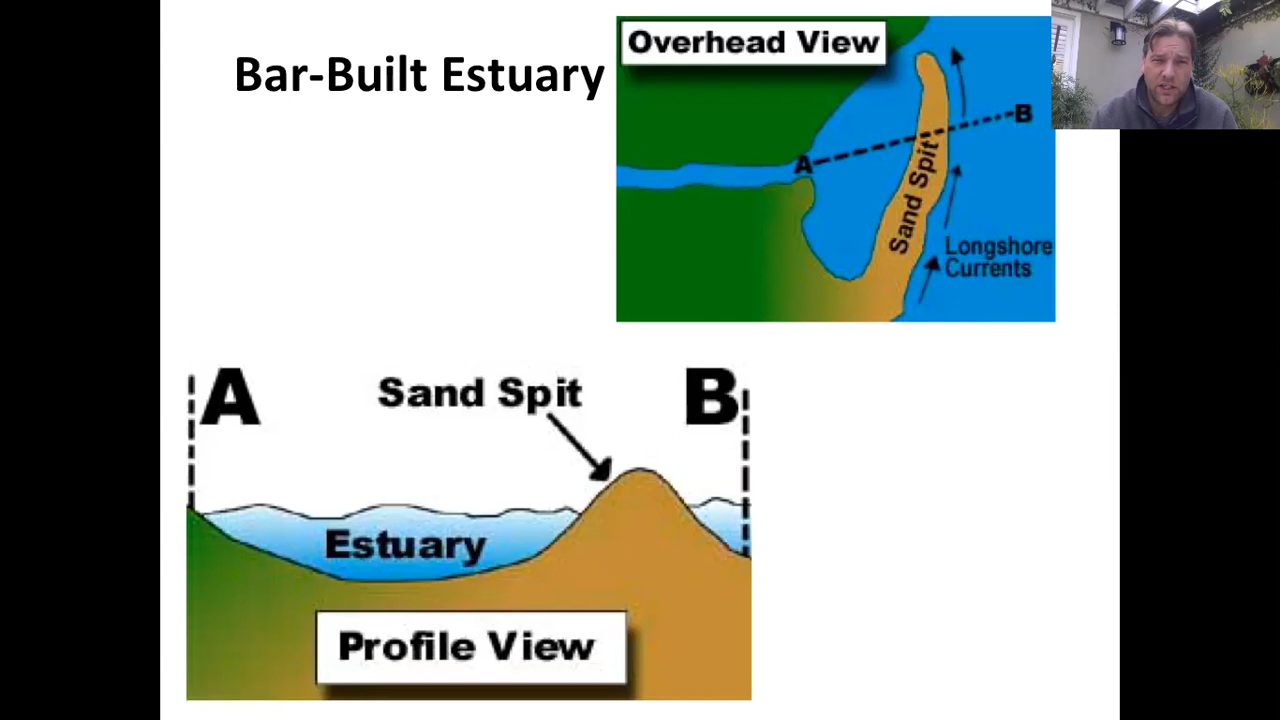 Bar-Built Estuary
Overhead View
A
B
Sand Spit
Longshore
Currents
A
Sand Spit
B
Estuary
Profile View